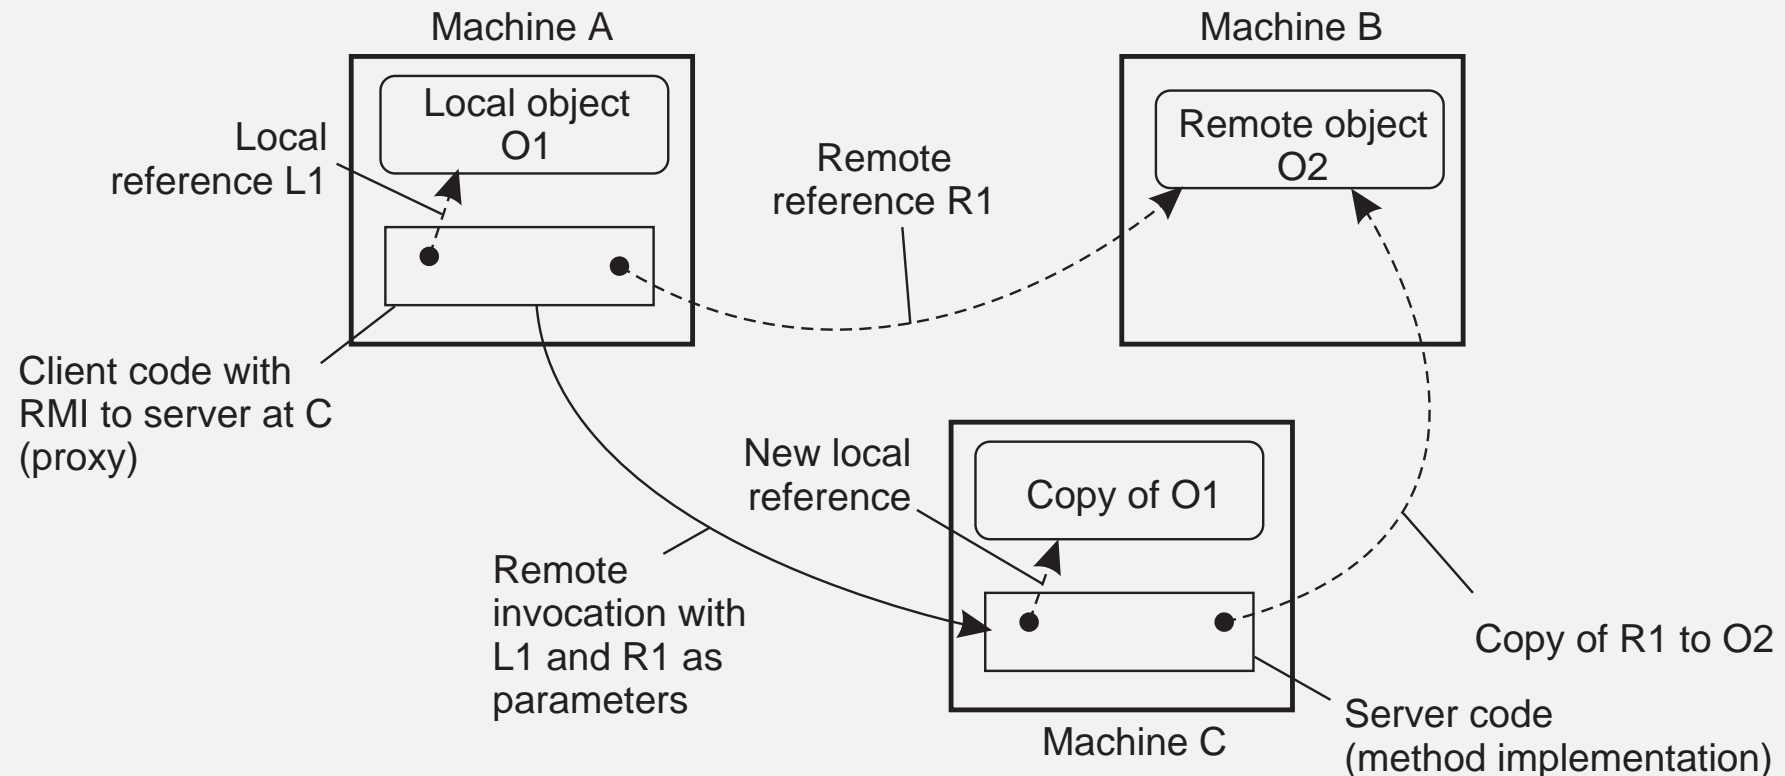 Machine A
Machine B
Local object
O1
Remote object
O2
Local
reference L1
Remote
reference R1
Client code with
RMI to server at C
(proxy)
New local
reference
Copy of O1
Remote
invocation with
L1 and R1 as
parameters
Copy of R1 to O2
Server code
(method implementation)
Machine C